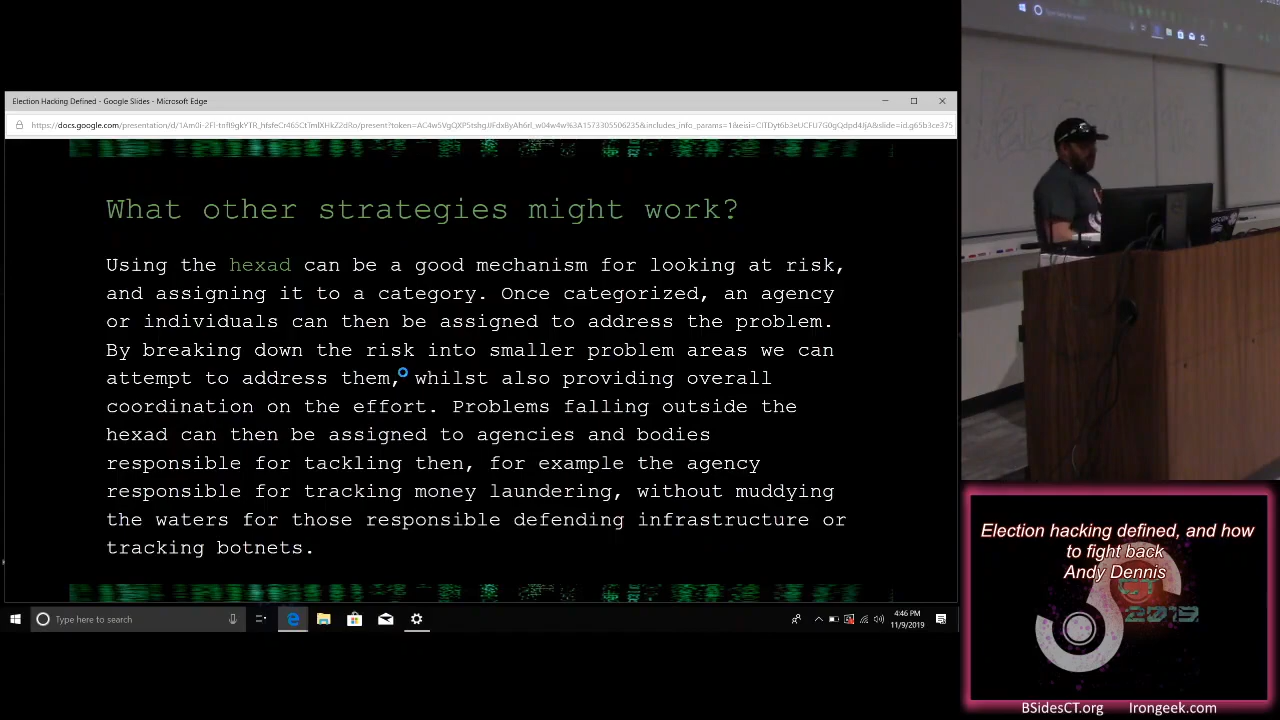 Election Hacking Defined - Google Slides - Microsoft Edge
What other strategies might work?
Using the hexad can be a good mechanism for looking at risk,
and assigning it to a category. Once categorized, an agency
or individuals can then be assigned to address the problem.
By breaking down the risk into smaller problem areas we can
attempt to address them, whilst also providing overall
coordination on the effort. Problems falling outside the
hexad can then be assigned to agencies and bodies
responsible for tackling then, for example the agency
responsible for tracking money laundering, without muddying
the waters for those responsible defending infrastructure or
tracking botnets.
Type here to search
4:46 PM
11/9/2019
Election hacking defined, and how
to fight back
Andy Dennis
CT
2019
BSidesCT.org Irongeek.com